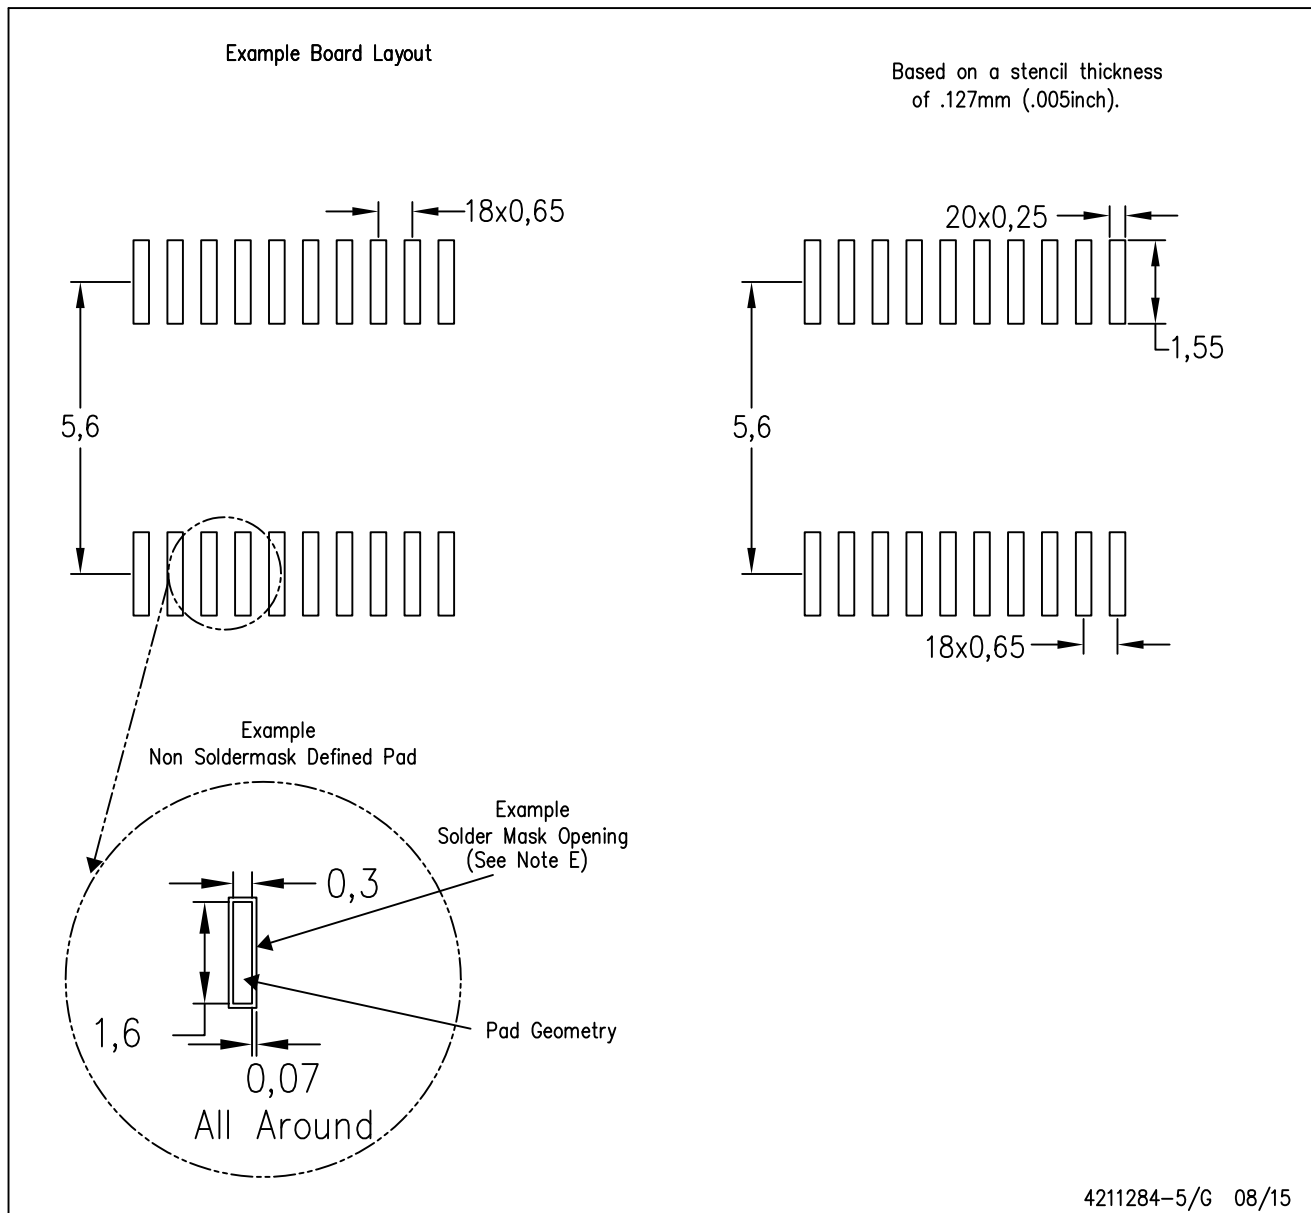 Example Board Layout
Based on a stencil thickness
of .127mm (.005inch).
18x0,65
5,6
20x0,25
1,55
5,6
18x0,65
Example
Non Soldermask Defined Pad
Example
Solder Mask Opening
(See Note E)
0,3
1,6
0,07
All Around
Pad Geometry
4211284-5/G 08/15